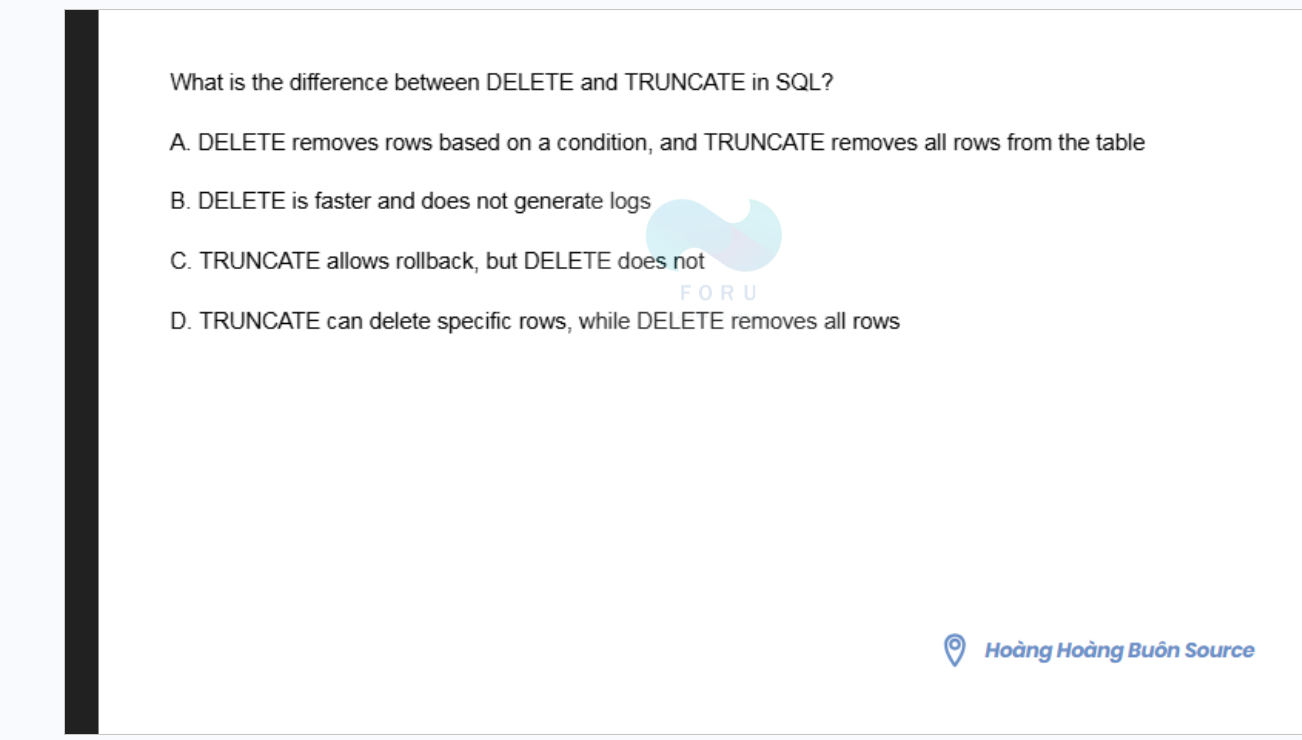 What is the difference between DELETE and TRUNCATE in SQL?
A. DELETE removes rows based on a condition, and TRUNCATE removes all rows from the table
B. DELETE is faster and does not generate logs
C. TRUNCATE allows rollback, but DELETE does not
FORU
D. TRUNCATE can delete specific rows, while DELETE removes all rows
Hoàng Hoàng Buôn Source